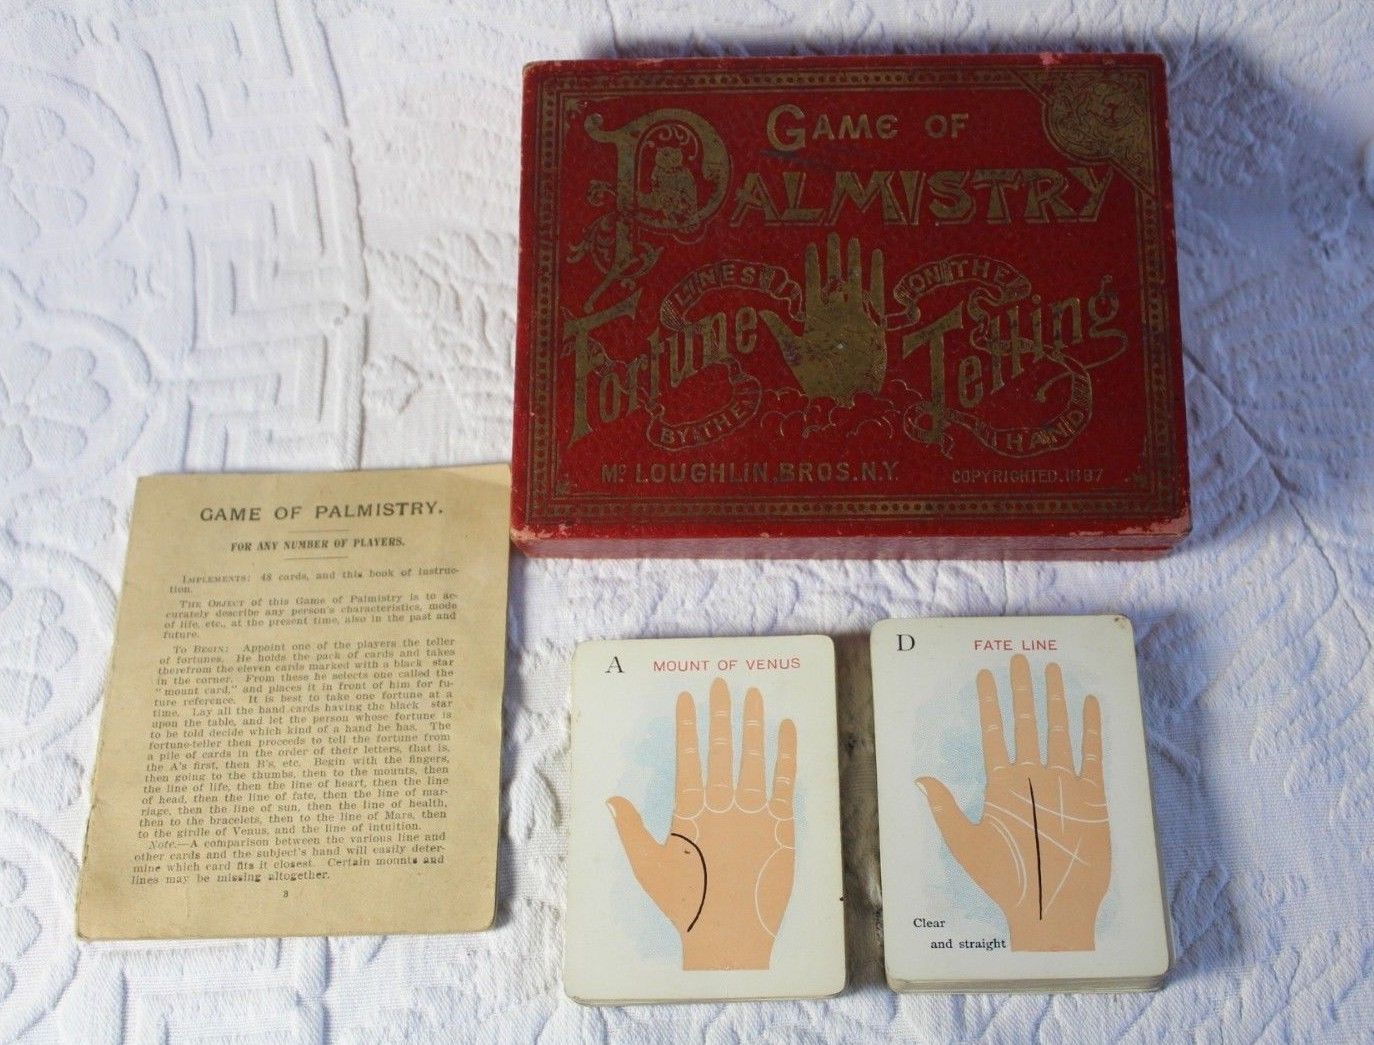 GAME OF
PALMISTRY
LINES
ON THE
Fortune
Telling
BY THE
HAND
Mc LOUGHLIN, BROS. N.Y.
COPYRIGHTED, 1897
GAME OF PALMISTRY.
FOR ANY NUMBER OF PLAYERS.
IMPLEMENTS: 48 cards, and this book of instruc-
tion.
THE OBJECT of this Game of Palmistry is to ac-
curately describe any person's characteristics, mode
of life, etc., at the present time, also in the past and
future.
TO BEGIN: Appoint one of the players the teller
of fortunes. He holds the pack of cards and takes
therefrom the eleven cards marked with a black star
in the corner. From these he selects one called the
"mount card," and places it in front of him for fu-
ture reference. It is best to take one fortune at a
time. Lay all the hand cards having the black star
upon the table, and let the person whose fortune is
to be told decide which kind of a hand he has. The
fortune-teller then proceeds to tell the fortune from
a pile of cards in the order of their letters, that is,
the A's first, then B's, etc. Begin with the fingers,
then going to the thumbs, then to the mounts, then
the line of life, then the line of heart, then the line
of head, then the line of fate, then the line of mar-
riage, then the line of sun, then the line of health,
then to the bracelets, then to the line of Mars, then
to the girdle of Venus, and the line of intuition.
Note.—A comparison between the various line and
other cards and the subject's hand will easily deter-
mine which card fits it closest. Certain mounts and
lines may be missing altogether.
3
A
MOUNT OF VENUS
D
FATE LINE
Clear
and straight